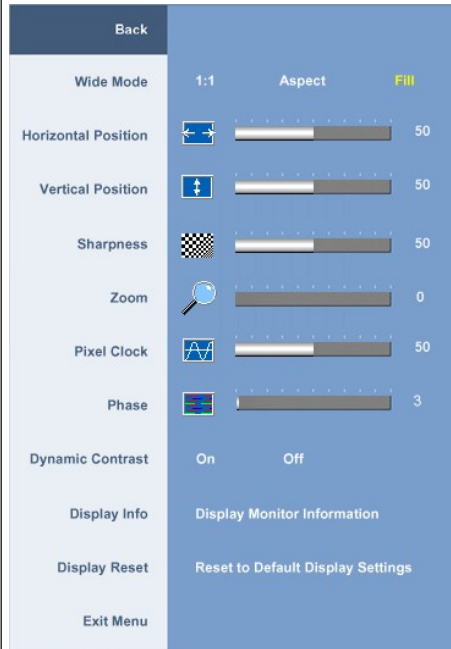 Back
Wide Mode 1:1 Aspect Fill
Horizontal Position 50
Vertical Position 50
Sharpness 50
Zoom 0
Pixel Clock 50
Phase 3
Dynamic Contrast On Off
Display Info Display Monitor Information
Display Reset Reset to Default Display Settings
Exit Menu